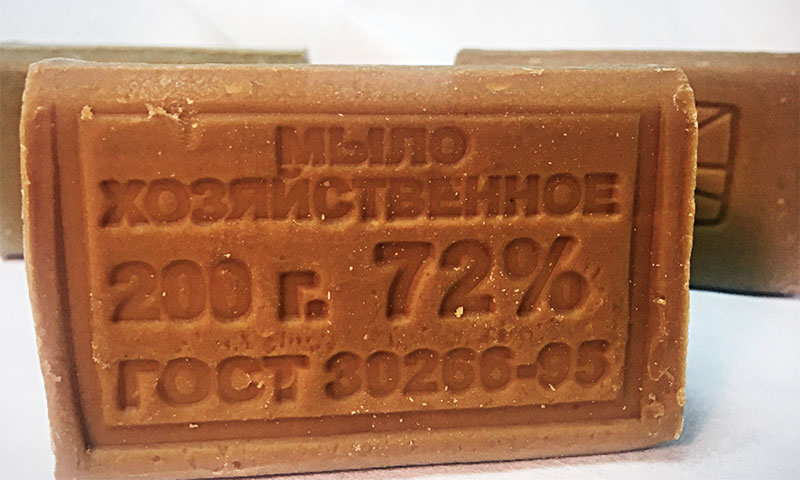 МЫЛО
ХОЗЯЙСТВЕННОЕ
200 г. 72%
ГОСТ 30266-95